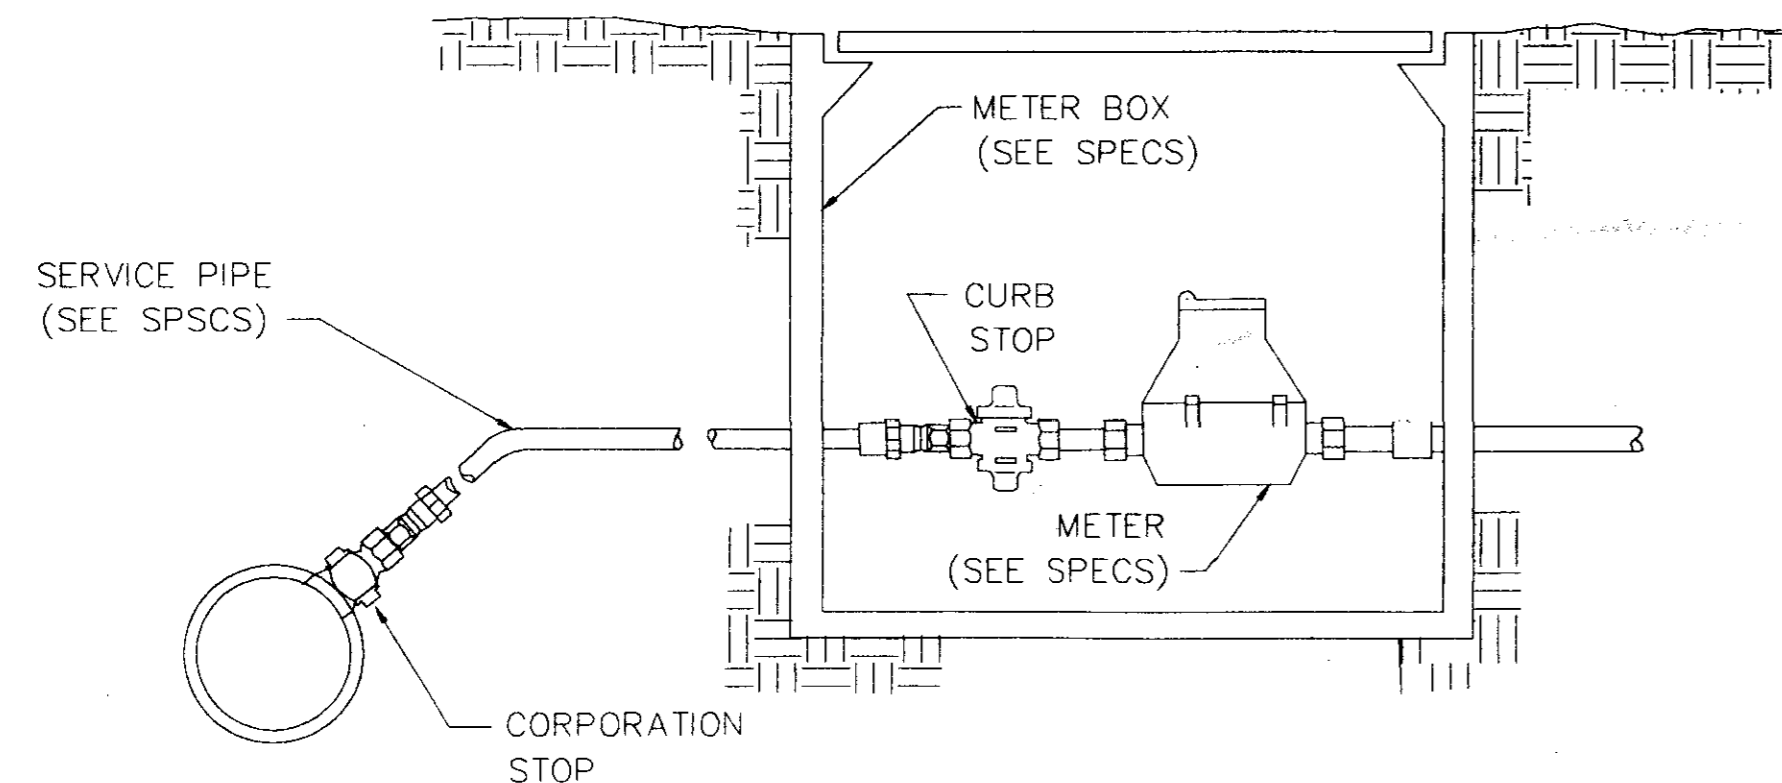 METER BOX
(SEE SPECS)
SERVICE PIPE
(SEE SPSCS)
CURB
STOP
METER
(SEE SPECS)
CORPORATION
STOP